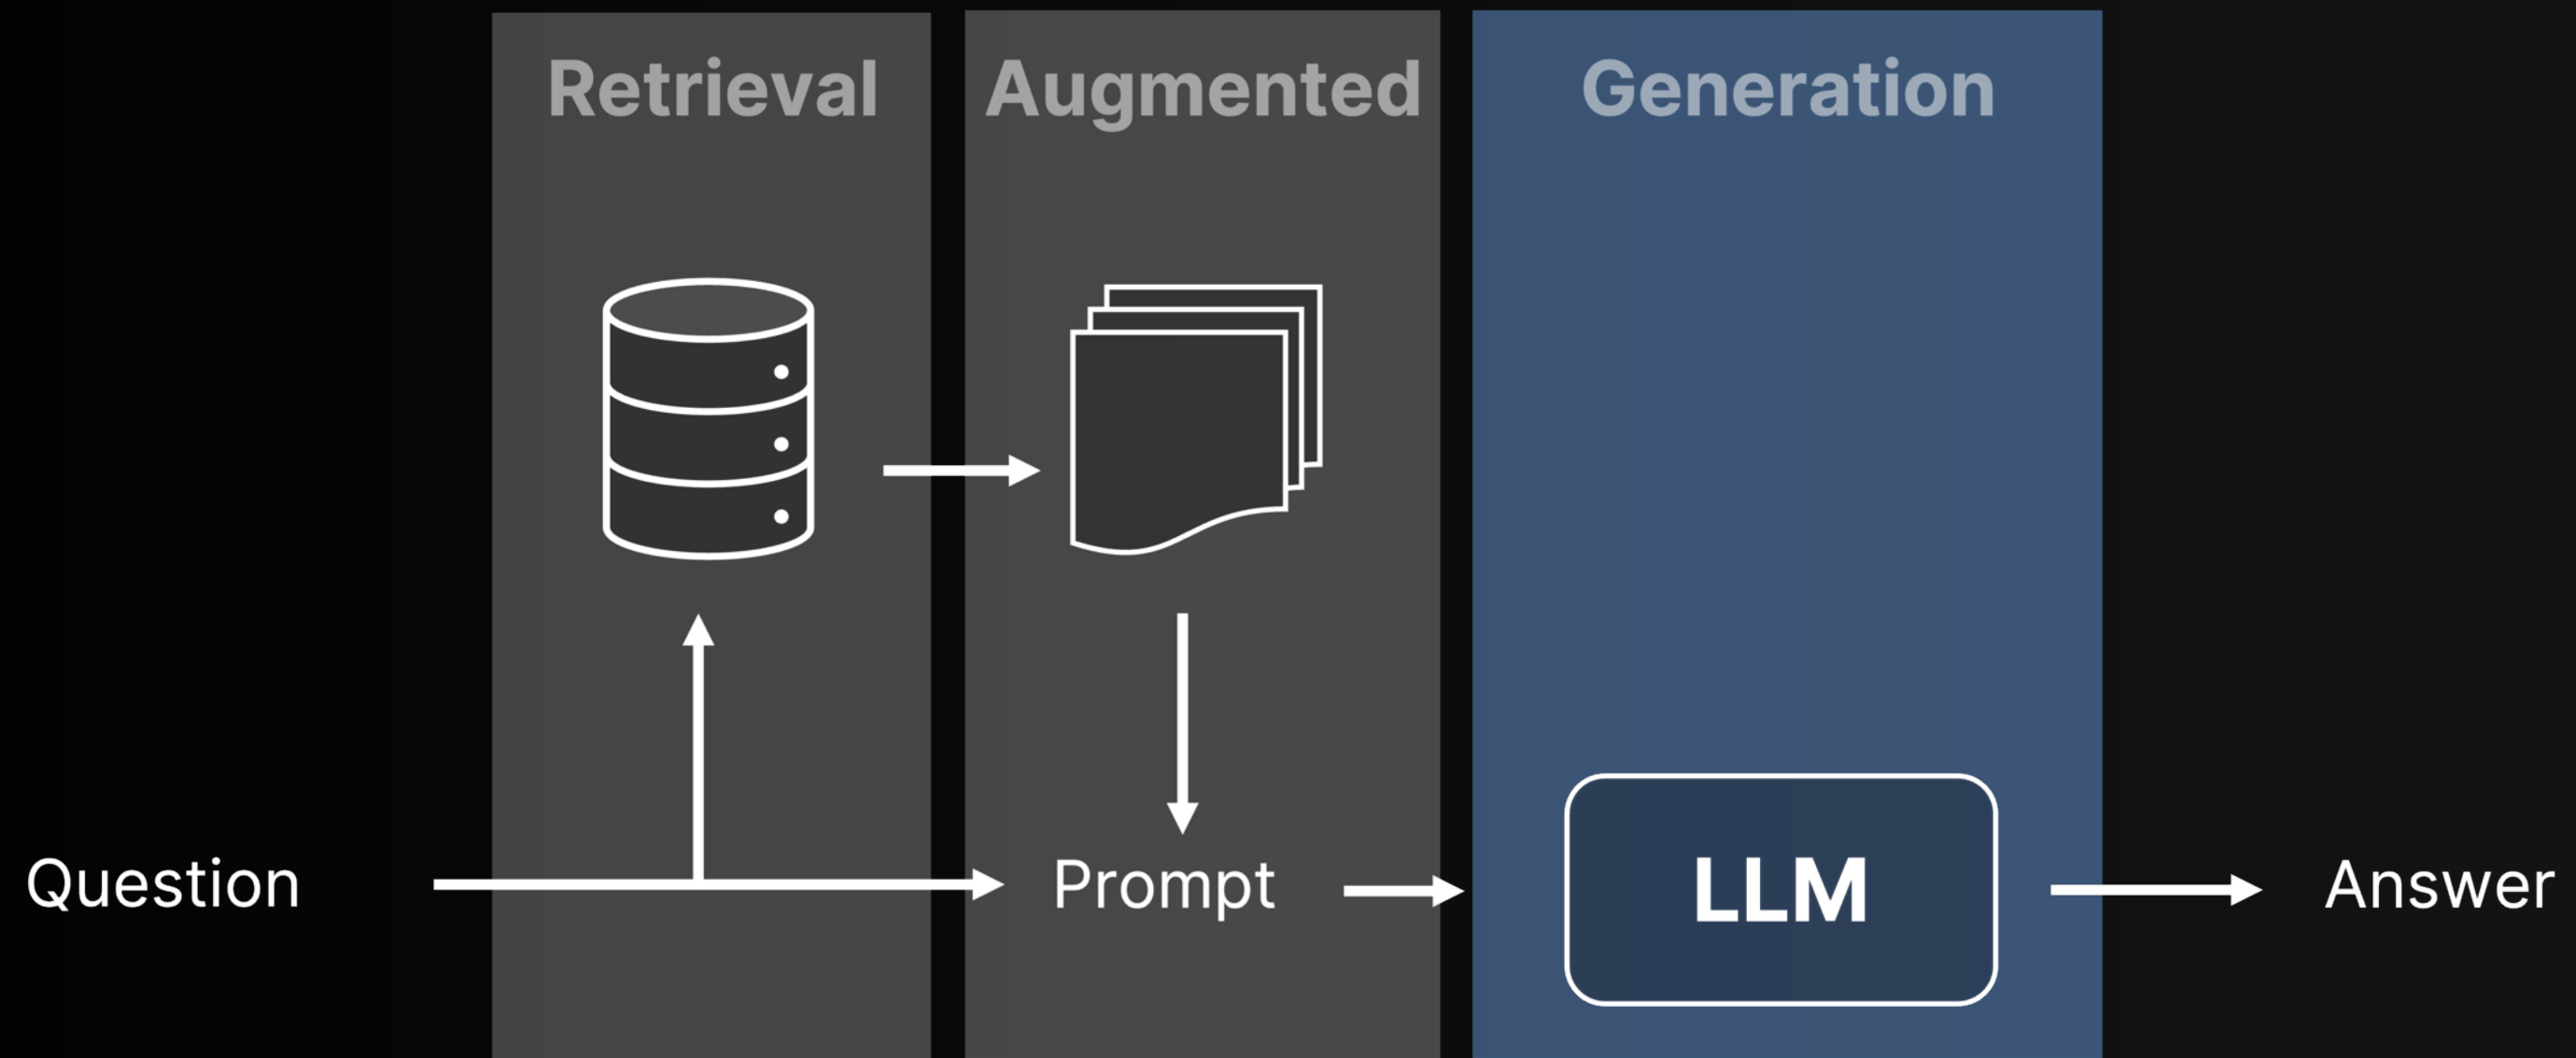 Retrieval
Augmented
Generation
Question
Prompt
LLM
Answer